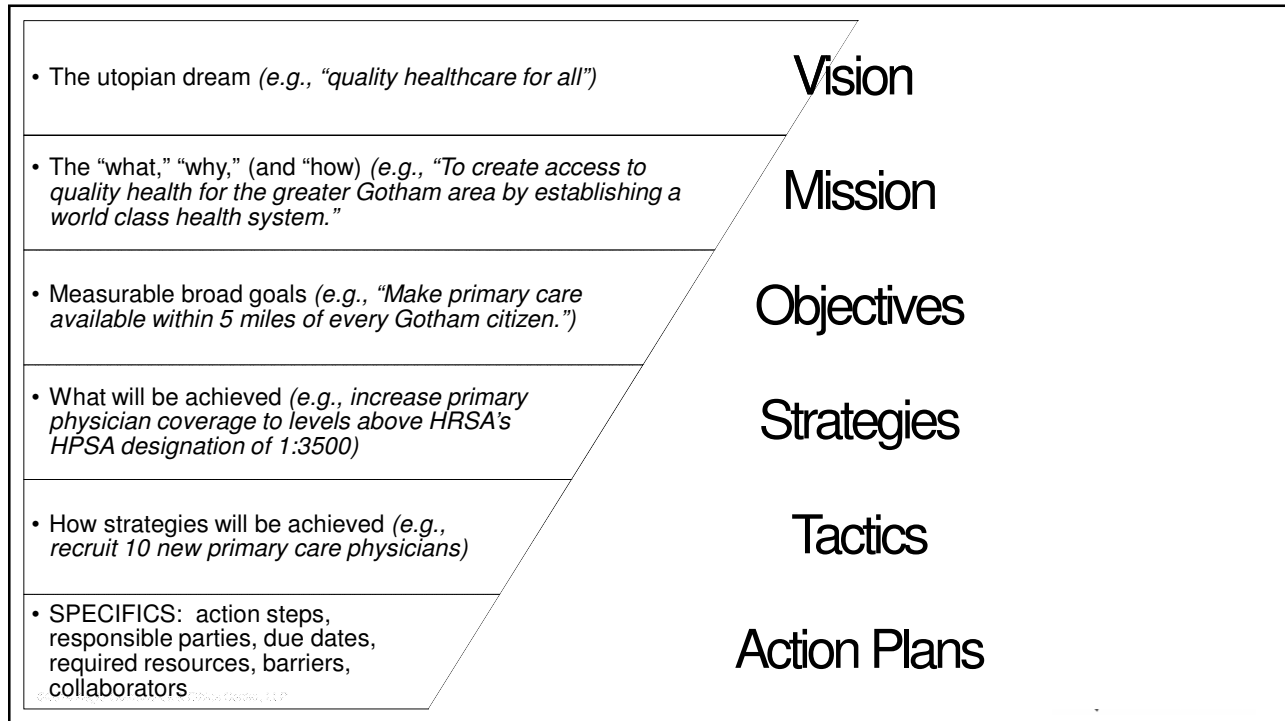 • The utopian dream (e.g., “quality healthcare for all”)
Vision
• The “what,” “why,” (and “how) (e.g., “To create access to
quality health for the greater Gotham area by establishing a
world class health system.”
Mission
• Measurable broad goals (e.g., “Make primary care
available within 5 miles of every Gotham citizen.”)
Objectives
• What will be achieved (e.g., increase primary
physician coverage to levels above HRSA’s
HPSA designation of 1:3500)
Strategies
• How strategies will be achieved (e.g.,
recruit 10 new primary care physicians)
Tactics
• SPECIFICS: action steps,
responsible parties, due dates,
required resources, barriers,
collaborators
Action Plans